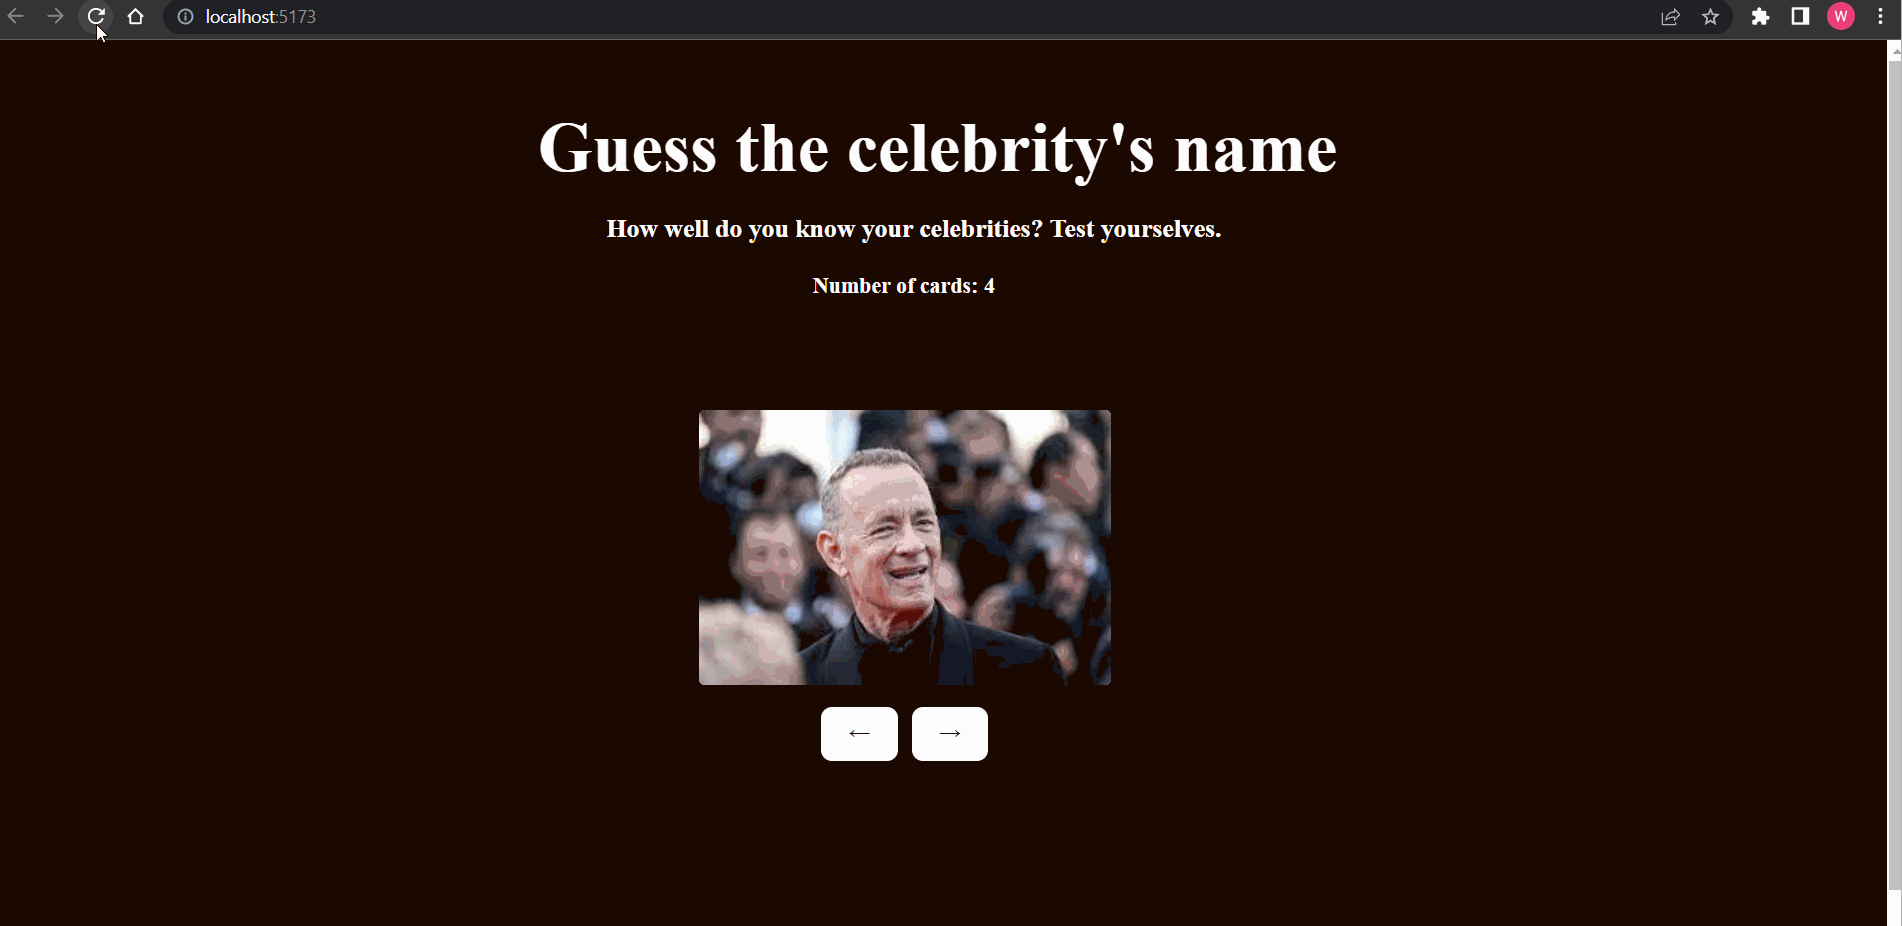 localhost:5173
W
Guess the celebrity's name
How well do you know your celebrities? Test yourselves.
Number of cards: 4
← →